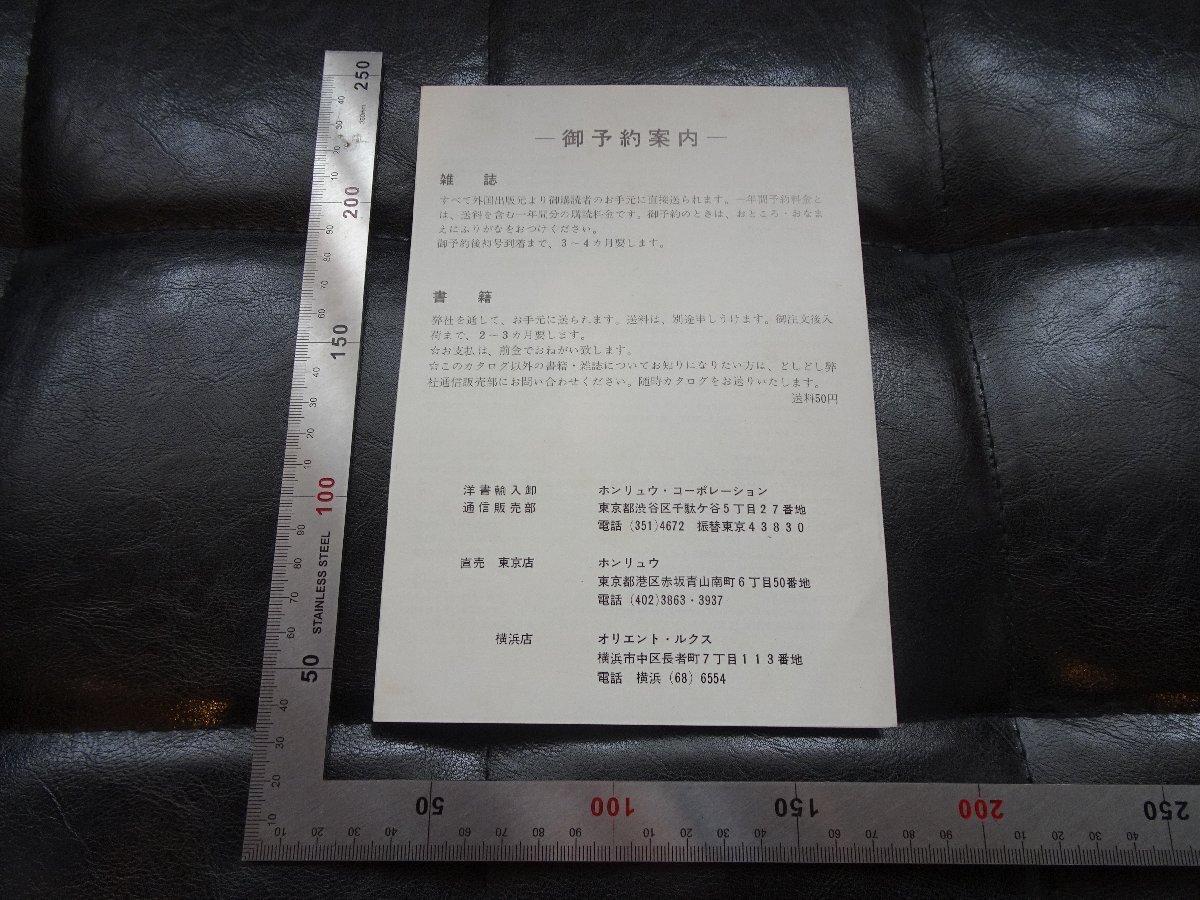 ―御予約案内―
雑　誌
すべて外国出版元より御購読者のお手元に直接送られます。一年間予約料金と
は、送料を含む一年間分の購読料金です。御予約のときは、おところ・おなま
えにふりがなをおつけください。
御予約後初号到着まで、３～４カ月要します。
書　籍
弊社を通して、お手元に送られます。送料は、別途申しうけます。御注文後入
荷まで、２～３カ月要します。
☆お支払は、前金でおねがい致します。
☆このカタログ以外の書籍・雑誌についてお知りになりたい方は、どしどし弊
社通信販売部にお問い合わせください。随時カタログをお送りいたします。
送料50円
洋書輸入卸　ホンリュウ・コーポレーション
通信販売部　東京都渋谷区千駄ケ谷５丁目２７番地
電話（351)4672　振替東京４３８３０
直売　東京店　ホンリュウ
東京都港区赤坂青山南町６丁目50番地
電話（402)3863・3937
横浜店　オリエント・ルクス
横浜市中区長者町７丁目１１３番地
電話　横浜（68）6554
STAINLESS STEEL
250
200
150
100
50
50
100
150
200
250